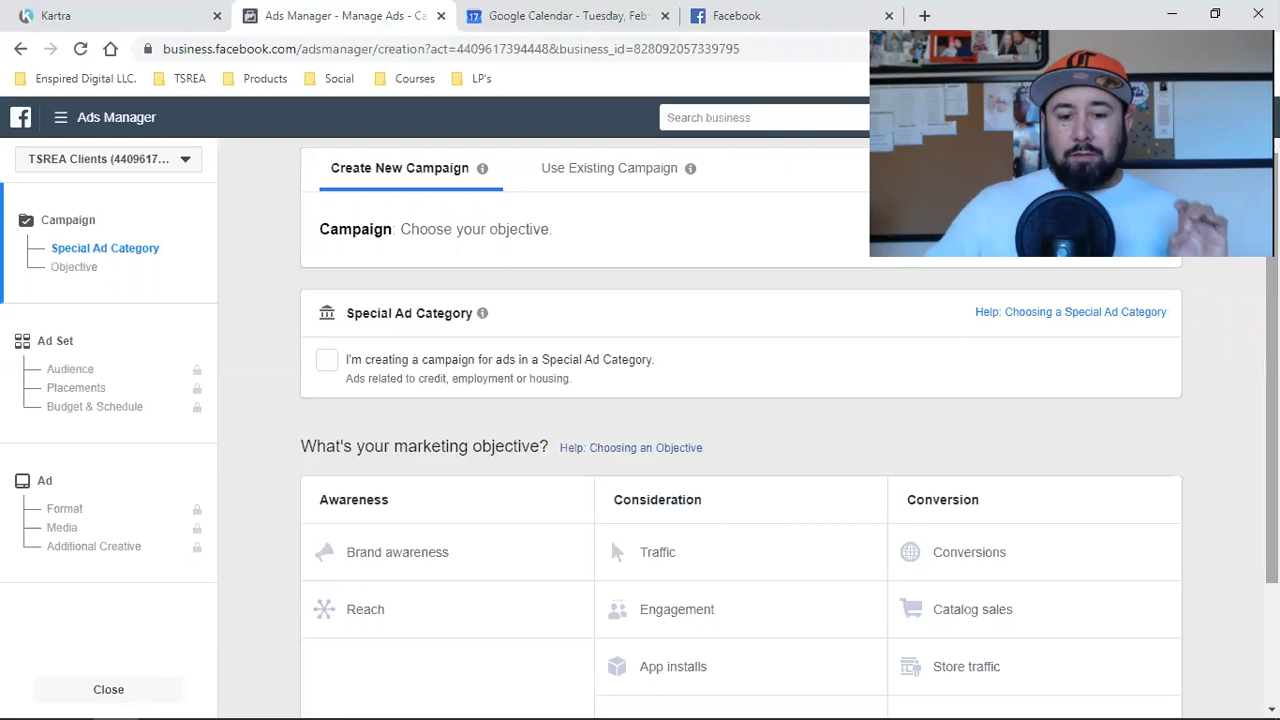 Kartra
Ads Manager - Manage Ads - Ca
Google Calendar - Tuesday, Feb
Facebook
business.facebook.com/adsmanager/creation?act=4409617394448&business_id=828092057339795
Enspired Digital LLC.
TSREA
Products
Social
Courses
LP's
Ads Manager
Search business
TSREA Clients (4409617...
Create New Campaign
Use Existing Campaign
Campaign: Choose your objective.
Campaign
Special Ad Category
Objective
Special Ad Category
Help: Choosing a Special Ad Category
I'm creating a campaign for ads in a Special Ad Category.
Ads related to credit, employment or housing.
Ad Set
Audience
Placements
Budget & Schedule
What's your marketing objective?
Help: Choosing an Objective
Ad
Format
Media
Additional Creative
Awareness
Consideration
Conversion
Brand awareness
Traffic
Conversions
Reach
Engagement
Catalog sales
App installs
Store traffic
Close